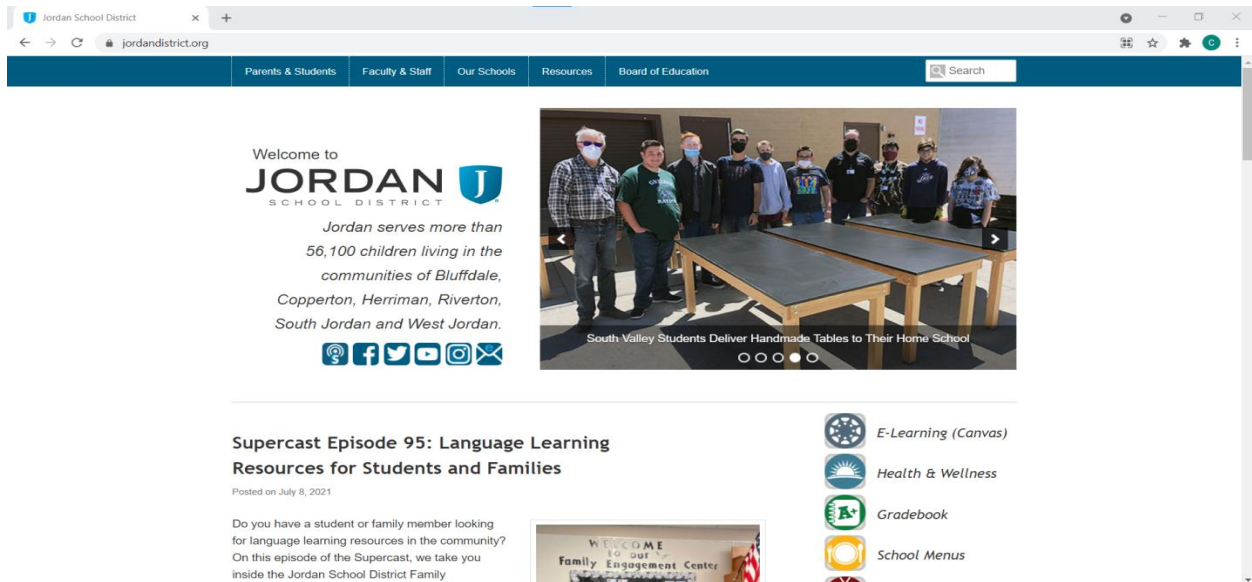 Jordan School District
jordandistrict.org
Parents & Students
Faculty & Staff
Our Schools
Resources
Board of Education
Search
Welcome to
JORDAN
SCHOOL DISTRICT
J
Jordan serves more than
56,100 children living in the
communities of Bluffdale,
Copperton, Herriman, Riverton,
South Jordan and West Jordan.
South Valley Students Deliver Handmade Tables to Their Home School
Supercast Episode 95: Language Learning
Resources for Students and Families
Posted on July 8, 2021
Do you have a student or family member looking
for language learning resources in the community?
On this episode of the Supercast, we take you
inside the Jordan School District Family
WELCOME
to our
Family Engagement Center
E-Learning (Canvas)
Health & Wellness
A+
Gradebook
School Menus
C